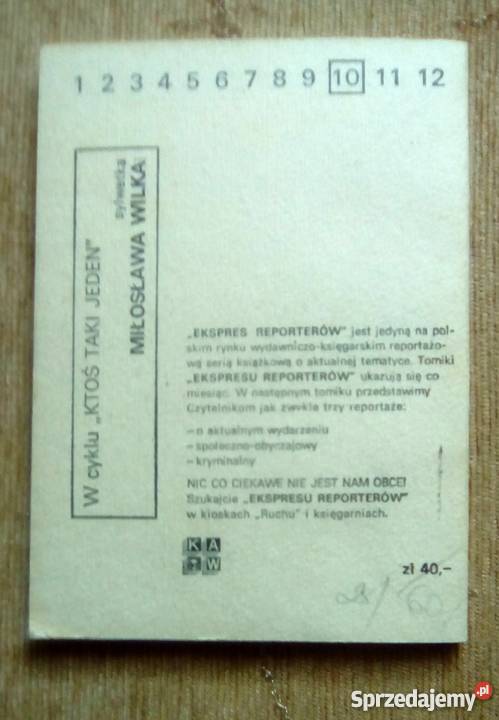 1 2 3 4 5 6 7 8 9 10 11 12
W cyklu „KTOŚ TAKI JEDEN"
sylwetka
MIŁOSŁAWA WILKA
„EKSPRES REPORTERÓW" jest jedyną na pol-
skim rynku wydawniczo-księgarskim reportażo-
wą serią książkową o aktualnej tematyce. Tomiki
„EKSPRESU REPORTERÓW" ukazują się co
miesiąc. W następnym tomiku przedstawimy
Czytelnikom jak zwykle trzy reportaże:
– o aktualnym wydarzeniu
– społeczno-obyczajowy
– kryminalny
NIC CO CIEKAWE NIE JEST NAM OBCE!
Szukajcie „EKSPRESU REPORTERÓW"
w kioskach „Ruchu" i księgarniach.
K A
I W
zł 40,–
Sprzedajemy.pl